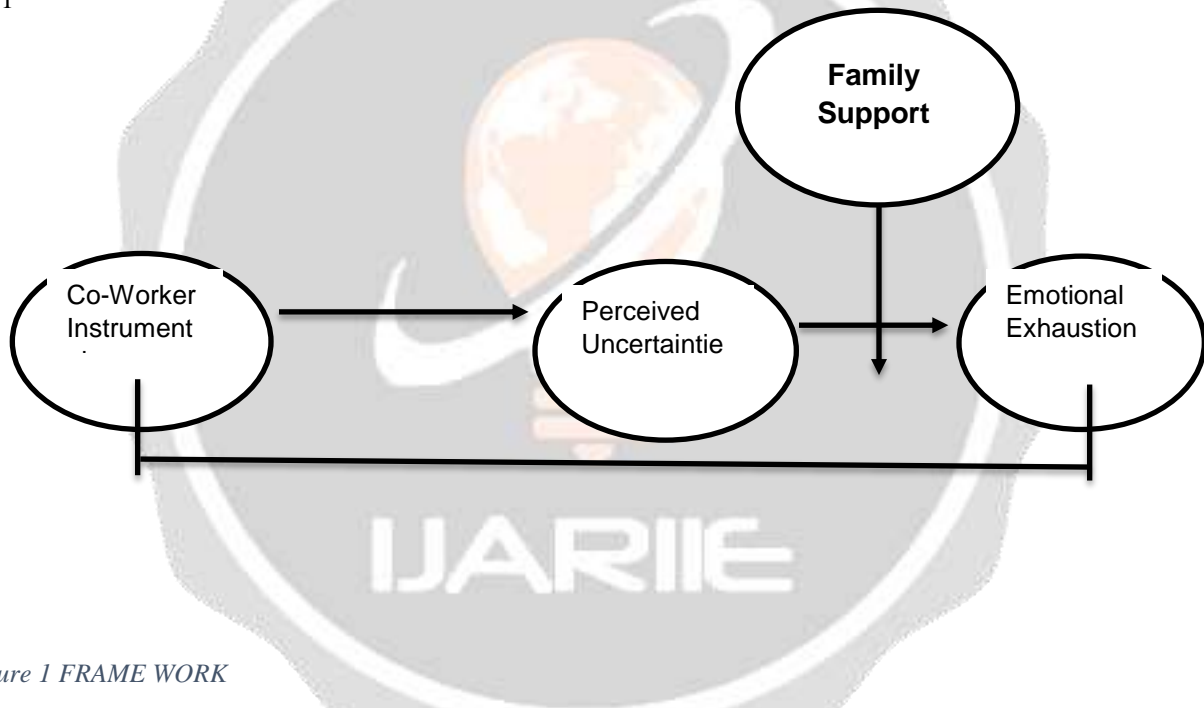 Family
Support
Co-Worker
Instrument
Perceived
Uncertaintie
Emotional
Exhaustion
IJARIIE
ure 1 FRAME WORK